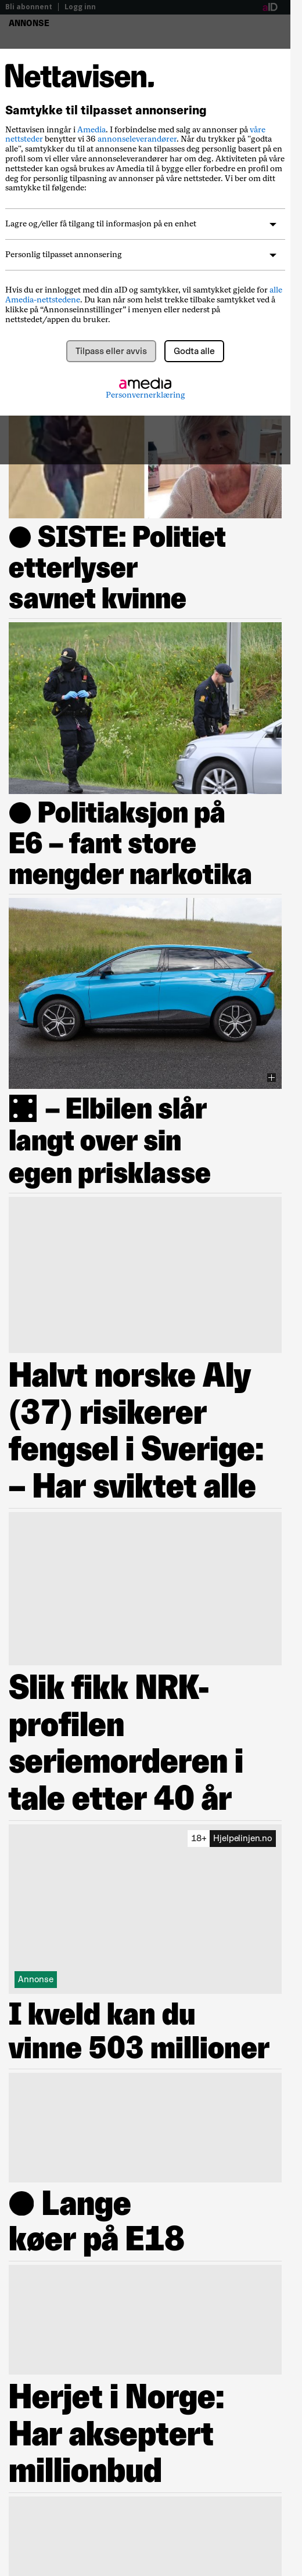 Bli abonnent | Logg inn
aID
ANNONSE
Nettavisen.
Samtykke til tilpasset annonsering
Nettavisen inngår i Amedia. I forbindelse med salg av annonser på våre
nettsteder benytter vi 36 annonseleverandører. Når du trykker på "godta
alle", samtykker du til at annonsene kan tilpasses deg personlig basert på en
profil som vi eller våre annonseleverandører har om deg. Aktiviteten på våre
nettsteder kan også brukes av Amedia til å bygge eller forbedre en profil om
deg for personlig tilpasning av annonser på våre nettsteder. Vi ber om ditt
samtykke til følgende:
Lagre og/eller få tilgang til informasjon på en enhet
Personlig tilpasset annonsering
Hvis du er innlogget med din aID og samtykker, vil samtykket gjelde for alle
Amedia-nettstedene. Du kan når som helst trekke tilbake samtykket ved å
klikke på “Annonseinnstillinger” i menyen eller nederst på
nettstedet/appen du bruker.
Tilpass eller avvis
Godta alle
amedia
Personvernerklæring
SISTE: Politiet
etterlyser
savnet kvinne
Politiaksjon på
E6 – fant store
mengder narkotika
– Elbilen slår
langt over sin
egen prisklasse
Halvt norske Aly
(37) risikerer
fengsel i Sverige:
– Har sviktet alle
Slik fikk NRK-
profilen
seriemorderen i
tale etter 40 år
18+ Hjelpelinjen.no
Annonse
I kveld kan du
vinne 503 millioner
Lange
køer på E18
Herjet i Norge:
Har akseptert
millionbud